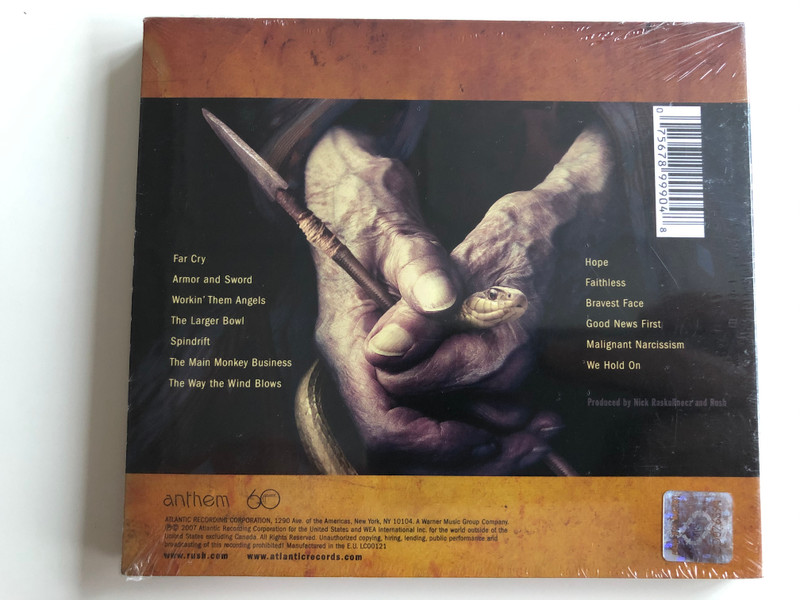 0 75678 99904 8
Far Cry
Armor and Sword
Workin' Them Angels
The Larger Bowl
Spindrift
The Main Monkey Business
The Way the Wind Blows
Hope
Faithless
Bravest Face
Good News First
Malignant Narcissism
We Hold On
Produced by Nick Raskulinecz and Rush
anthem 60
ATLANTIC RECORDING CORPORATION, 1290 Ave. of the Americas, New York, NY 10104. A Warner Music Group Company.
℗© 2007 Atlantic Recording Corporation for the United States and WEA International Inc. for the world outside of the
United States excluding Canada. All Rights Reserved. Unauthorized copying, hiring, lending, public performance and
broadcasting of this recording prohibited! Manufactured in the E.U. LC00121
www.rush.com www.atlanticrecords.com